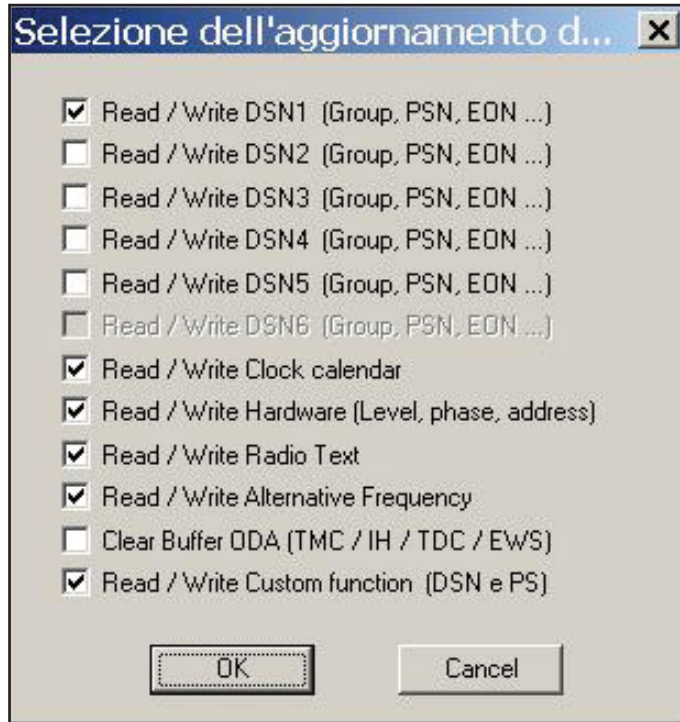 Selezione dell'aggiornamento d...
Read / Write DSN1 (Group, PSN, EON ...)
Read / Write DSN2 (Group, PSN, EON ...)
Read / Write DSN3 (Group, PSN, EON ...)
Read / Write DSN4 (Group, PSN, EON ...)
Read / Write DSN5 (Group, PSN, EON ...)
Read / Write DSN6 (Group, PSN, EON ...)
Read / Write Clock calendar
Read / Write Hardware (Level, phase, address)
Read / Write Radio Text
Read / Write Alternative Frequency
Clear Buffer ODA (TMC / IH / TDC / EWS)
Read / Write Custom function (DSN e PS)
OK Cancel